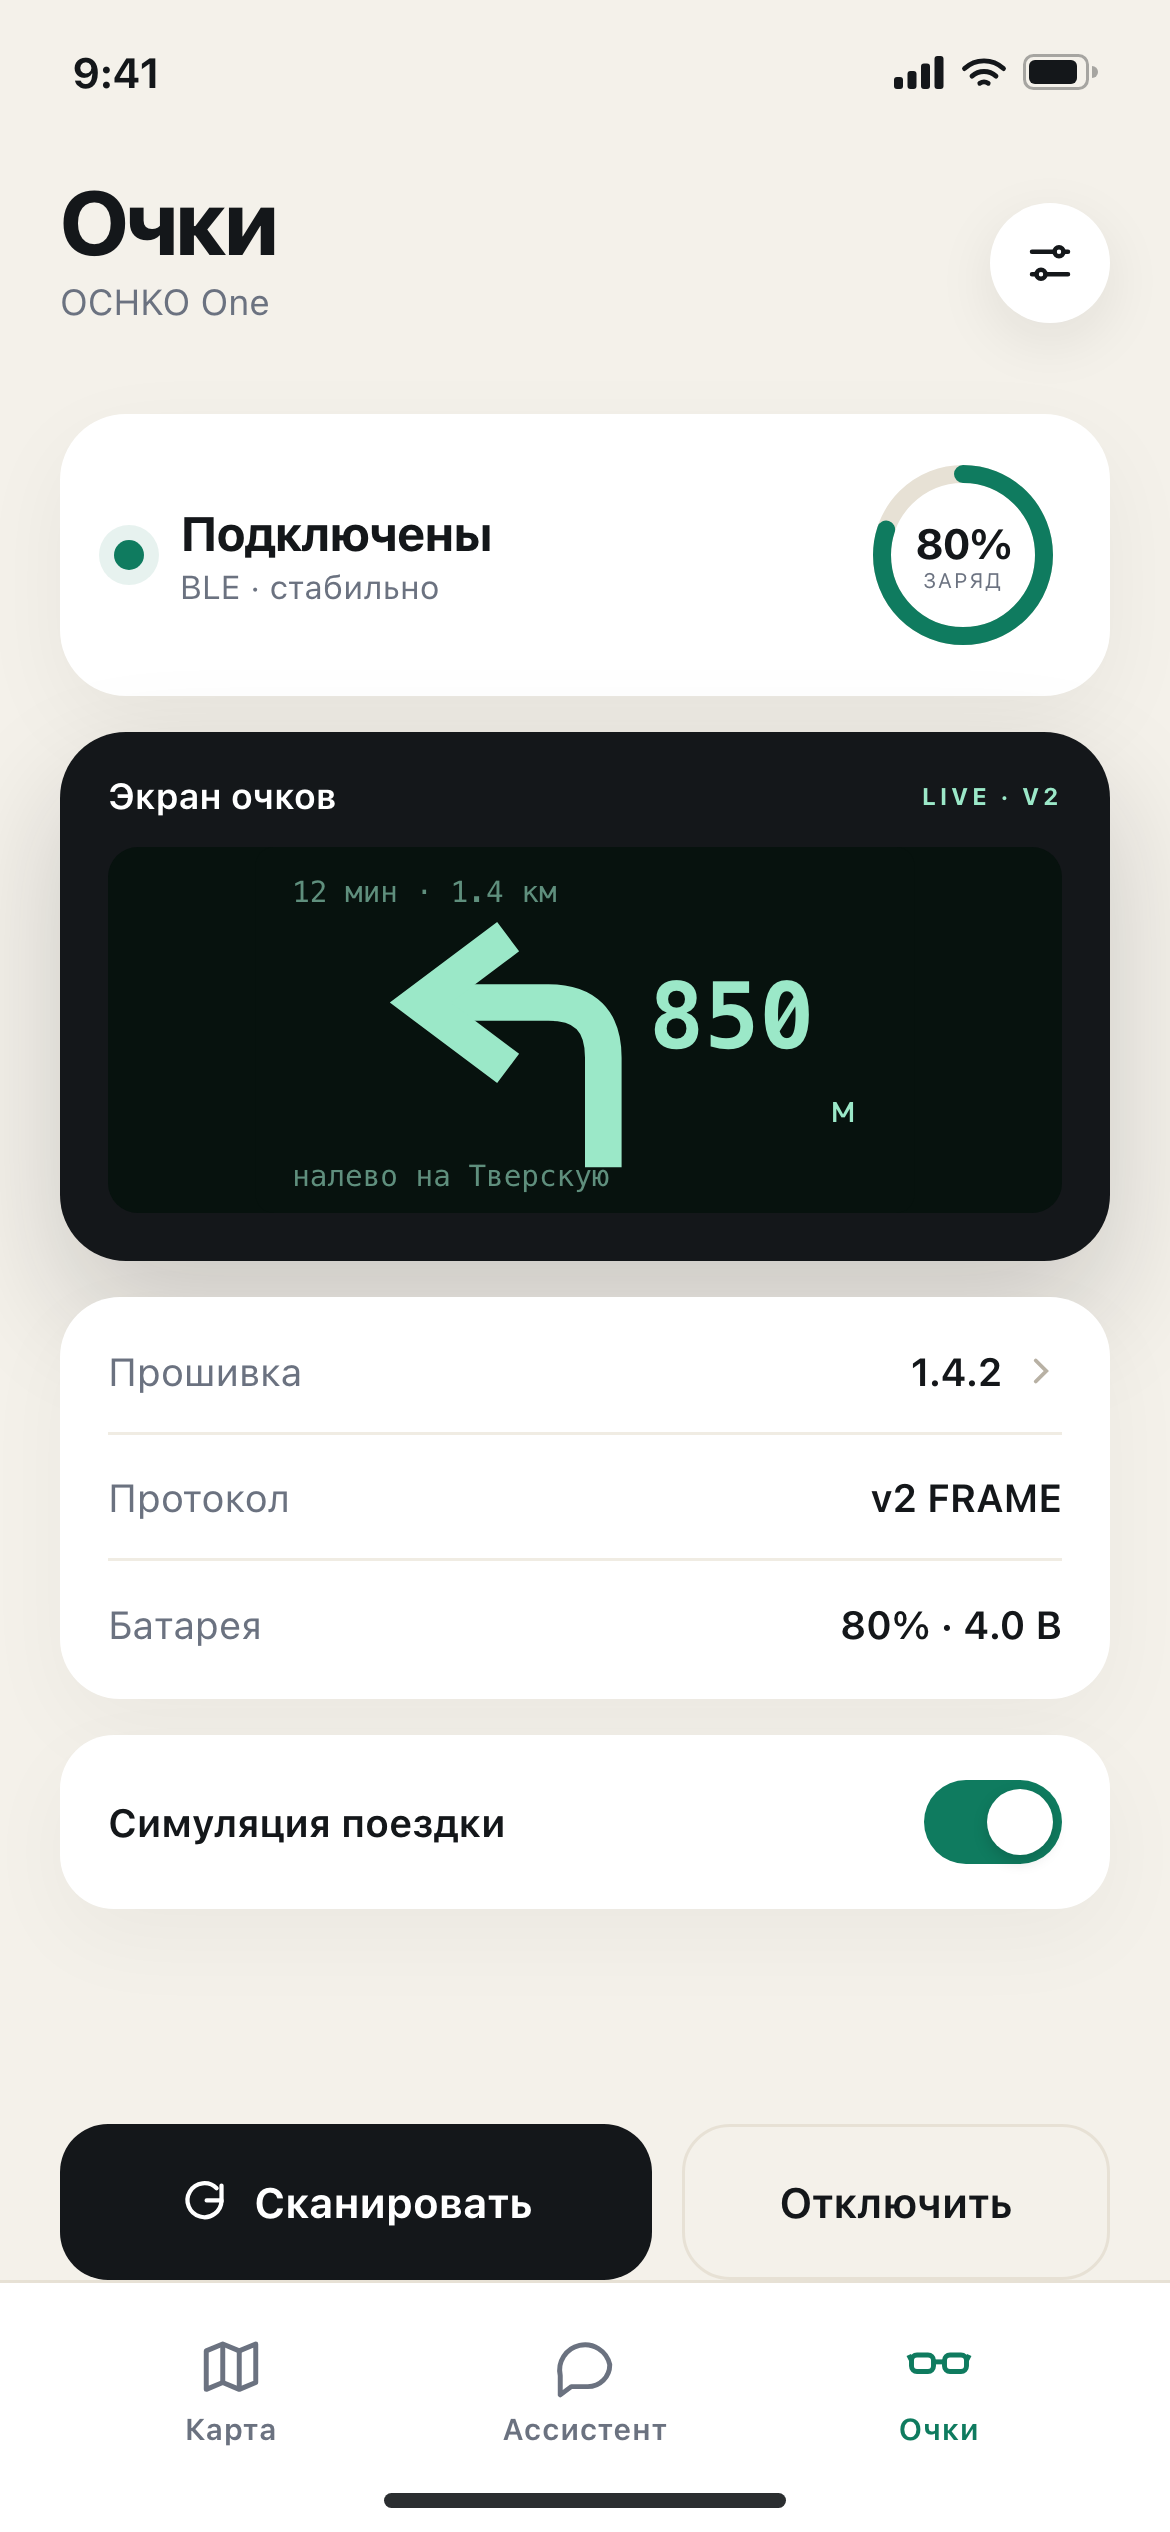 9:41
Очки
OCHKO One
Подключены
BLE · стабильно
80%
ЗАРЯД
Экран очков
LIVE · V2
12 мин · 1.4 км
850
м
налево на Тверскую
Прошивка
1.4.2
Протокол
v2 FRAME
Батарея
80% · 4.0 В
Симуляция поездки
Сканировать
Отключить
Карта
Ассистент
Очки